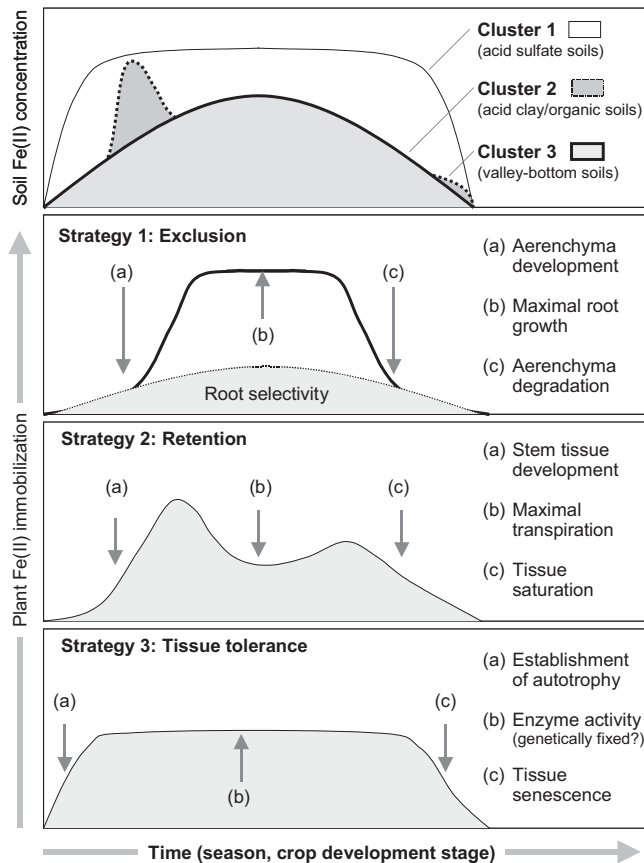 Soil Fe(II) concentration
Cluster 1
(acid sulfate soils)
Cluster 2
(acid clay/organic soils)
Cluster 3
(valley-bottom soils)
Plant Fe(II) immobilization
Strategy 1: Exclusion
(a)
(b)
(c)
Root selectivity
(a) Aerenchyma
development
(b) Maximal root
growth
(c) Aerenchyma
degradation
Strategy 2: Retention
(a)
(b)
(c)
(a) Stem tissue
development
(b) Maximal
transpiration
(c) Tissue
saturation
Strategy 3: Tissue tolerance
(a)
(b)
(c)
(a) Establishment
of autotrophy
(b) Enzyme activity
(genetically fixed?)
(c) Tissue
senescence
Time (season, crop development stage)